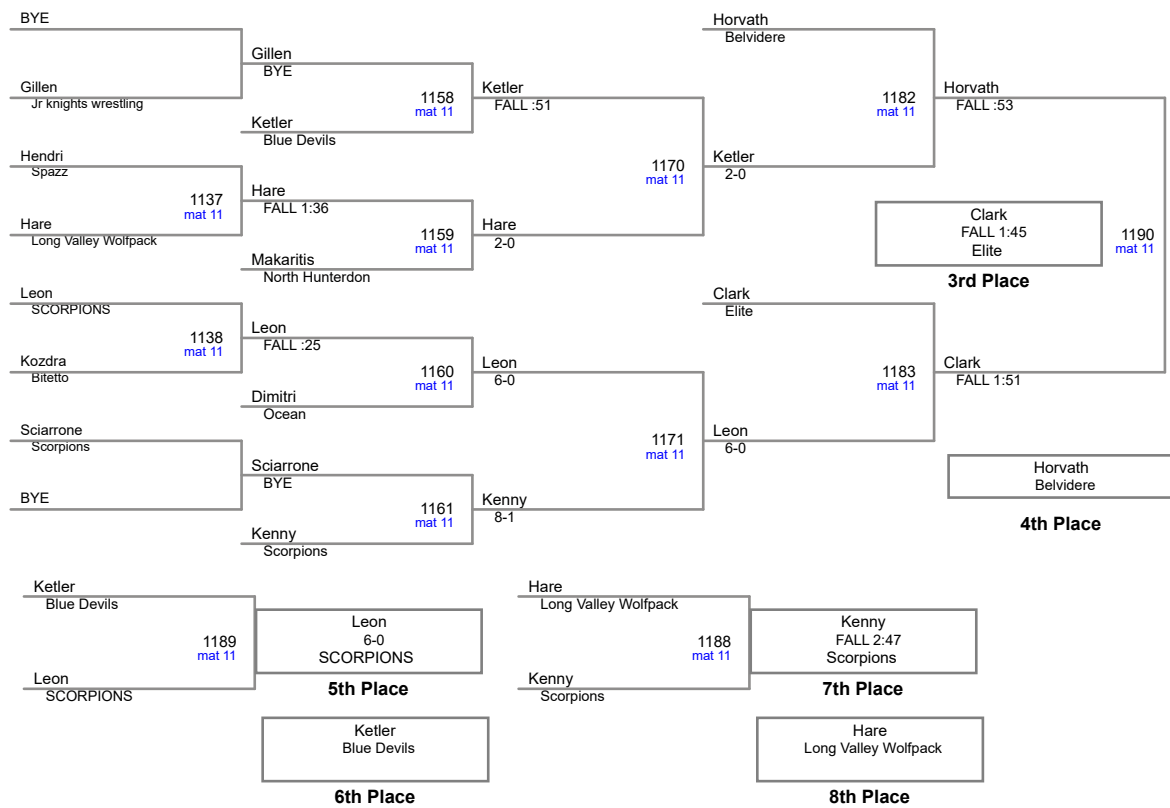 BYE
Gillen
Jr knights wrestling
Hendri
Spazz
1137
mat 11
Hare
Long Valley Wolfpack
Leon
SCORPIONS
1138
mat 11
Kozdra
Bitetto
Sciarrone
Scorpions
BYE
Gillen
BYE
1158
mat 11
Ketler
Blue Devils
Hare
FALL 1:36
1159
mat 11
Makaritis
North Hunterdon
Leon
FALL :25
1160
mat 11
Dimitri
Ocean
Sciarrone
BYE
1161
mat 11
Kenny
Scorpions
Ketler
FALL :51
1170
mat 11
Hare
2-0
Leon
6-0
1171
mat 11
Kenny
8-1
Horvath
Belvidere
1182
mat 11
Ketler
2-0
Clark
Elite
1183
mat 11
Leon
6-0
Horvath
FALL :53
1190
mat 11
Clark
FALL 1:51
Clark
FALL 1:45
Elite
3rd Place
Horvath
Belvidere
4th Place
Ketler
Blue Devils
1189
mat 11
Leon
SCORPIONS
Leon
6-0
SCORPIONS
5th Place
Ketler
Blue Devils
6th Place
Hare
Long Valley Wolfpack
1188
mat 11
Kenny
Scorpions
Kenny
FALL 2:47
Scorpions
7th Place
Hare
Long Valley Wolfpack
8th Place